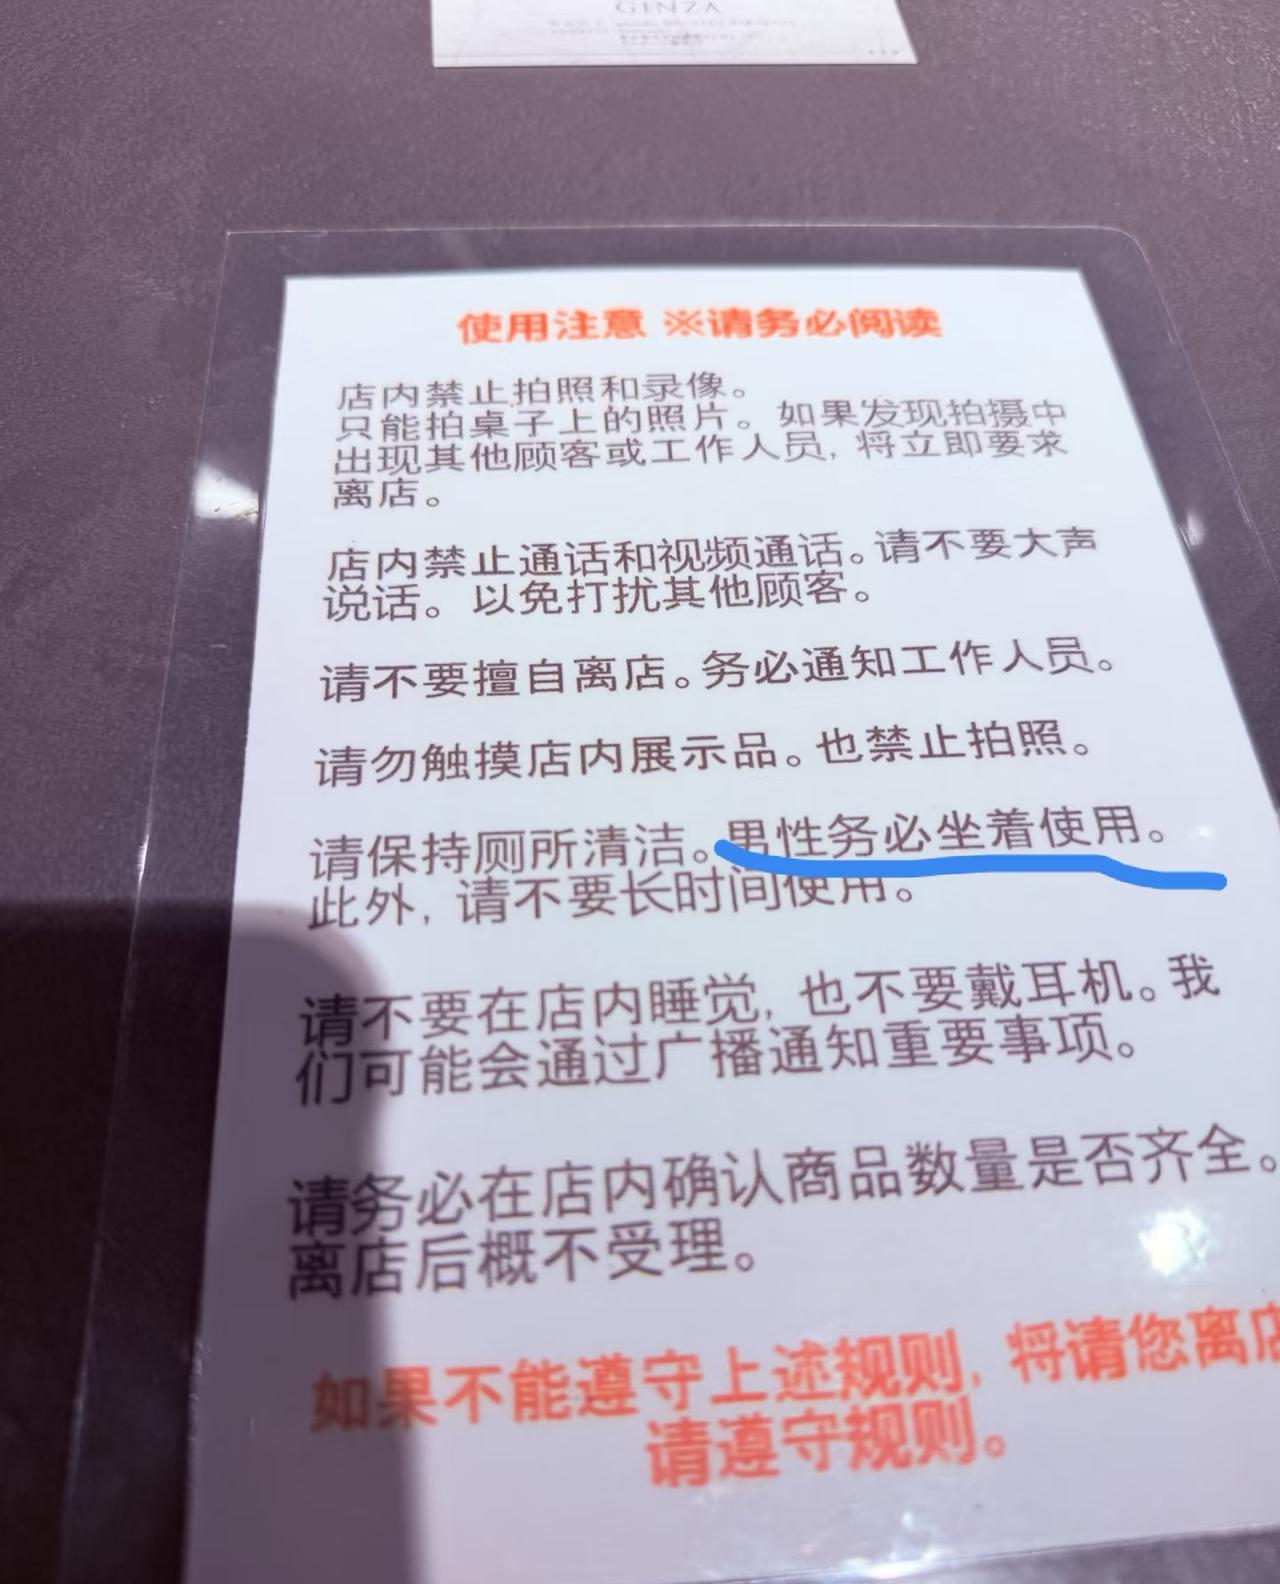 GINZA
使用注意 ※请务必阅读
店内禁止拍照和录像。
只能拍桌子上的照片。如果发现拍摄中
出现其他顾客或工作人员, 将立即要求
离店。
店内禁止通话和视频通话。请不要大声
说话。以免打扰其他顾客。
请不要擅自离店。务必通知工作人员。
请勿触摸店内展示品。也禁止拍照。
请保持厕所清洁。男性务必坐着使用。
此外, 请不要长时间使用。
请不要在店内睡觉, 也不要戴耳机。我
们可能会通过广播通知重要事项。
请务必在店内确认商品数量是否齐全。
离店后概不受理。
如果不能遵守上述规则, 将请您离店
请遵守规则。